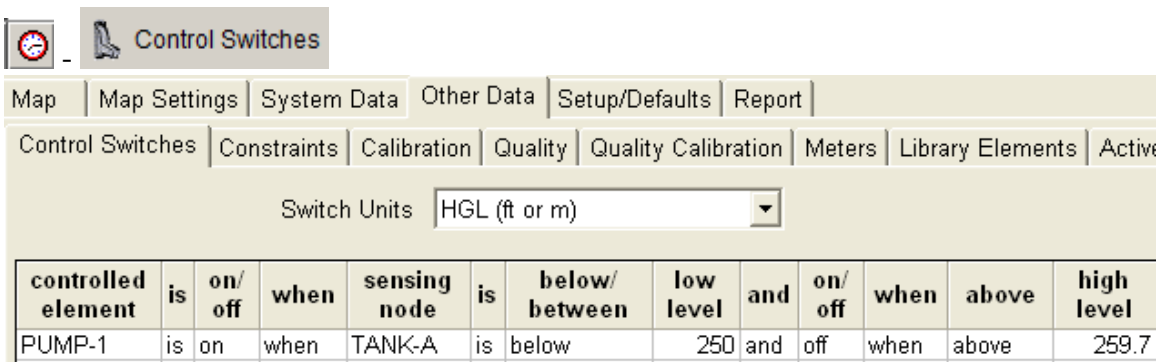 - Control Switches
Map Map Settings System Data Other Data Setup/Defaults Report
Control Switches Constraints Calibration Quality Quality Calibration Meters Library Elements Active
Switch Units HGL (ft or m)
controlled element is on/ off when sensing node is below/ between low level and on/ off when above high level
PUMP-1 is on when TANK-A is below 250 and off when above 259.7